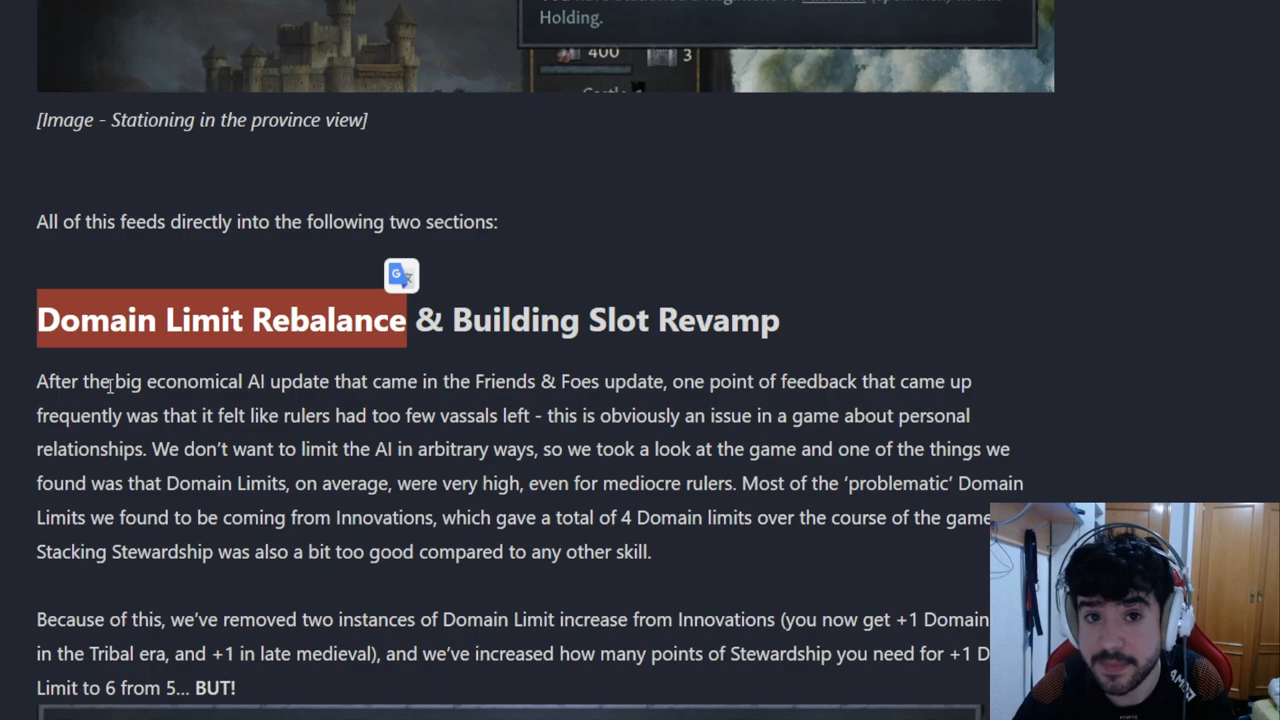 Holding.
400
3
[Image - Stationing in the province view]
All of this feeds directly into the following two sections:
Domain Limit Rebalance & Building Slot Revamp
After the big economical AI update that came in the Friends & Foes update, one point of feedback that came up
frequently was that it felt like rulers had too few vassals left - this is obviously an issue in a game about personal
relationships. We don’t want to limit the AI in arbitrary ways, so we took a look at the game and one of the things we
found was that Domain Limits, on average, were very high, even for mediocre rulers. Most of the ‘problematic’ Domain
Limits we found to be coming from Innovations, which gave a total of 4 Domain limits over the course of the game
Stacking Stewardship was also a bit too good compared to any other skill.
Because of this, we’ve removed two instances of Domain Limit increase from Innovations (you now get +1 Domain
in the Tribal era, and +1 in late medieval), and we’ve increased how many points of Stewardship you need for +1 D
Limit to 6 from 5... BUT!
AMD